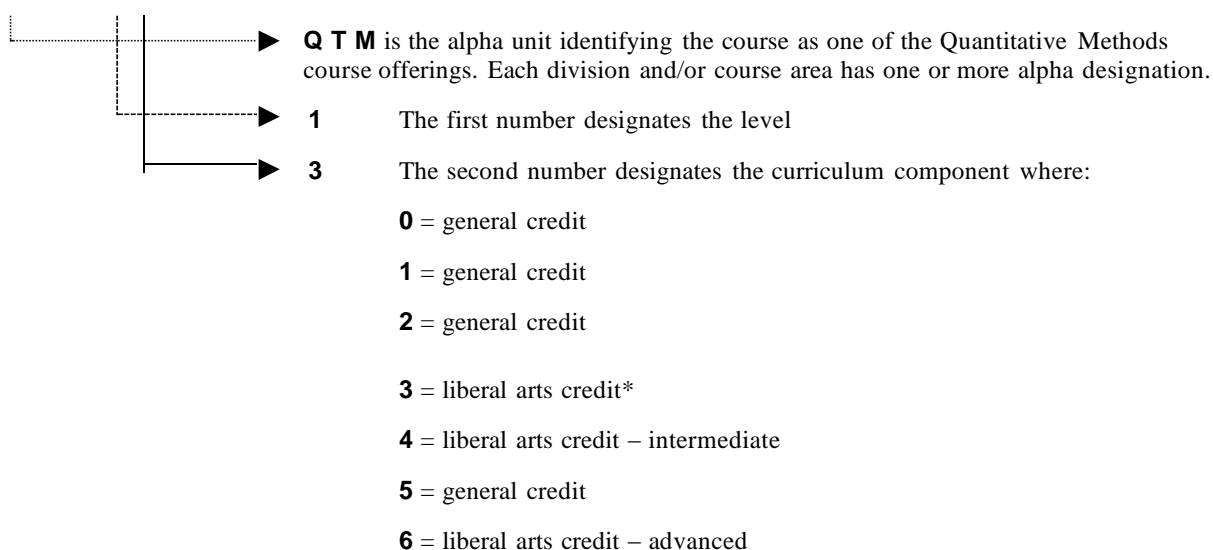 Q T M is the alpha unit identifying the course as one of the Quantitative Methods
course offerings. Each division and/or course area has one or more alpha designation.
1 The first number designates the level
3 The second number designates the curriculum component where:
0 = general credit
1 = general credit
2 = general credit
3 = liberal arts credit*
4 = liberal arts credit – intermediate
5 = general credit
6 = liberal arts credit – advanced